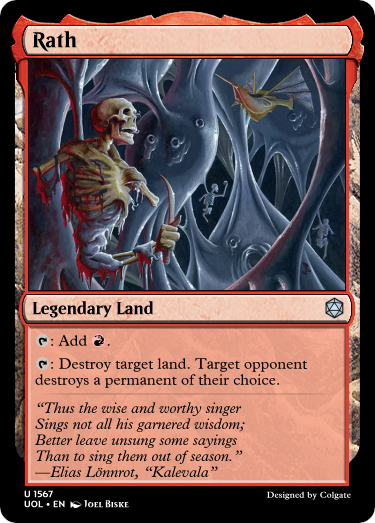 Rath
Legendary Land
: Add .
: Destroy target land. Target opponent
destroys a permanent of their choice.
“Thus the wise and worthy singer
Sings not all his garnered wisdom;
Better leave unsung some sayings
Than to sing them out of season.”
—Elias Lönnrot, “Kalevala”
U 1567
UOL • EN Joel Biske
Designed by Colgate